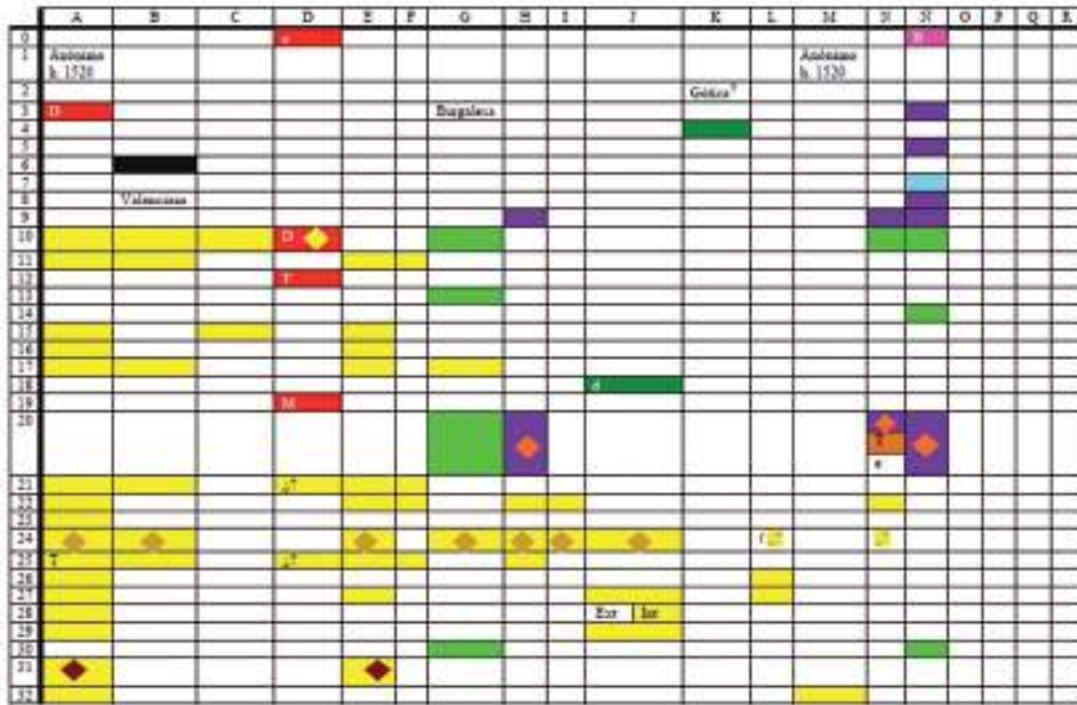 A B C D E F G H I J K L M N N O P Q R
0
1 Anónimo Anónimo
h. 1520 h. 1520
2 Gótica
3 D Burgalesa
4
5
6
7
8 Valenciana
9
10 D
11
12 T
13
14
15
16
17
18 d
19 M
20
e
21
22
23
24 f
25
26
27
28 Ext Int
29
30
31
32